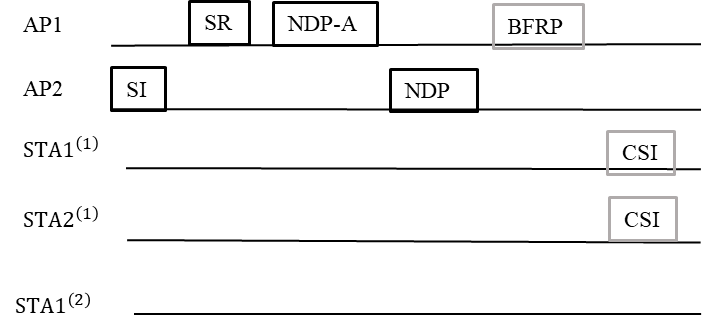 AP1 SR NDP-A BFRP
AP2 SI NDP
STA1⁽¹⁾ CSI
STA2⁽¹⁾ CSI
STA1⁽²⁾